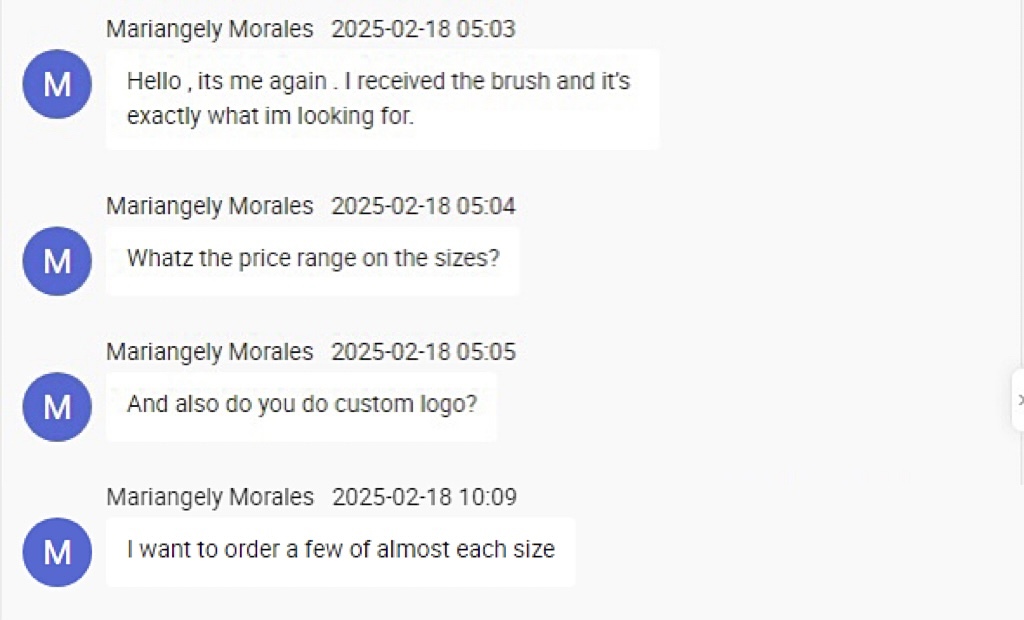 Mariangely Morales 2025-02-18 05:03
M
Hello , its me again . I received the brush and it's
exactly what im looking for.
Mariangely Morales 2025-02-18 05:04
M
Whatz the price range on the sizes?
Mariangely Morales 2025-02-18 05:05
M
And also do you do custom logo?
Mariangely Morales 2025-02-18 10:09
M
I want to order a few of almost each size